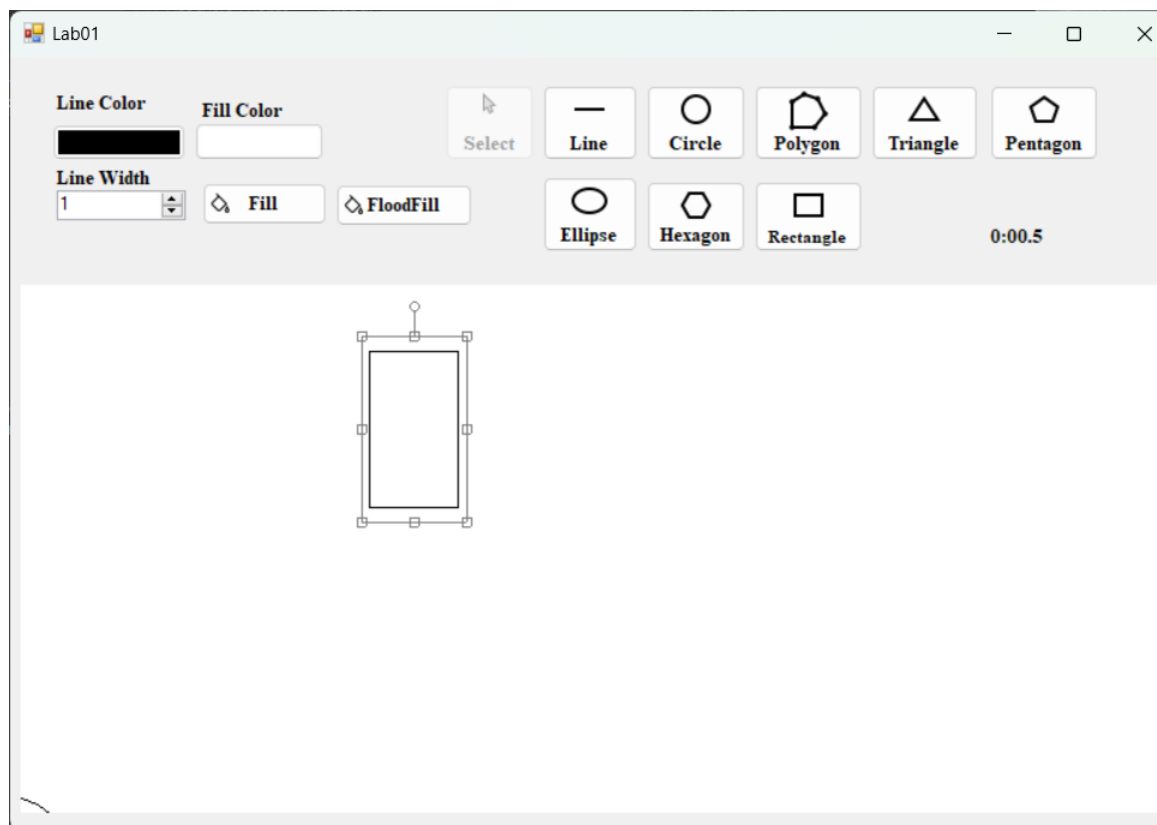 Lab01
Line Color
Fill Color
Select
Line
Circle
Polygon
Triangle
Pentagon
Line Width
1
Fill
FloodFill
Ellipse
Hexagon
Rectangle
0:00.5